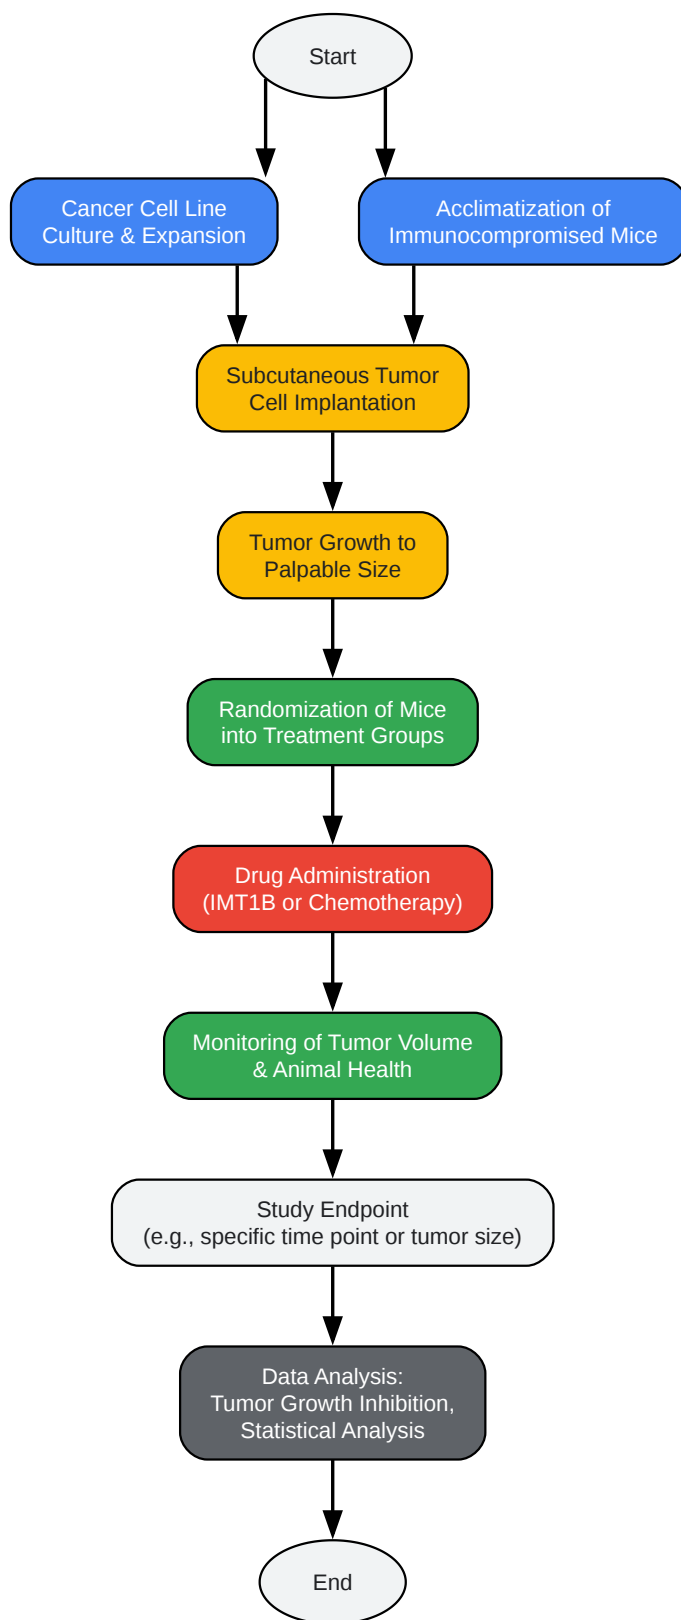 Start
Cancer Cell Line
Culture & Expansion
Acclimatization of
Immunocompromised Mice
Subcutaneous Tumor
Cell Implantation
Tumor Growth to
Palpable Size
Randomization of Mice
into Treatment Groups
Drug Administration
(IMT1B or Chemotherapy)
Monitoring of Tumor Volume
& Animal Health
Study Endpoint
(e.g., specific time point or tumor size)
Data Analysis:
Tumor Growth Inhibition,
Statistical Analysis
End